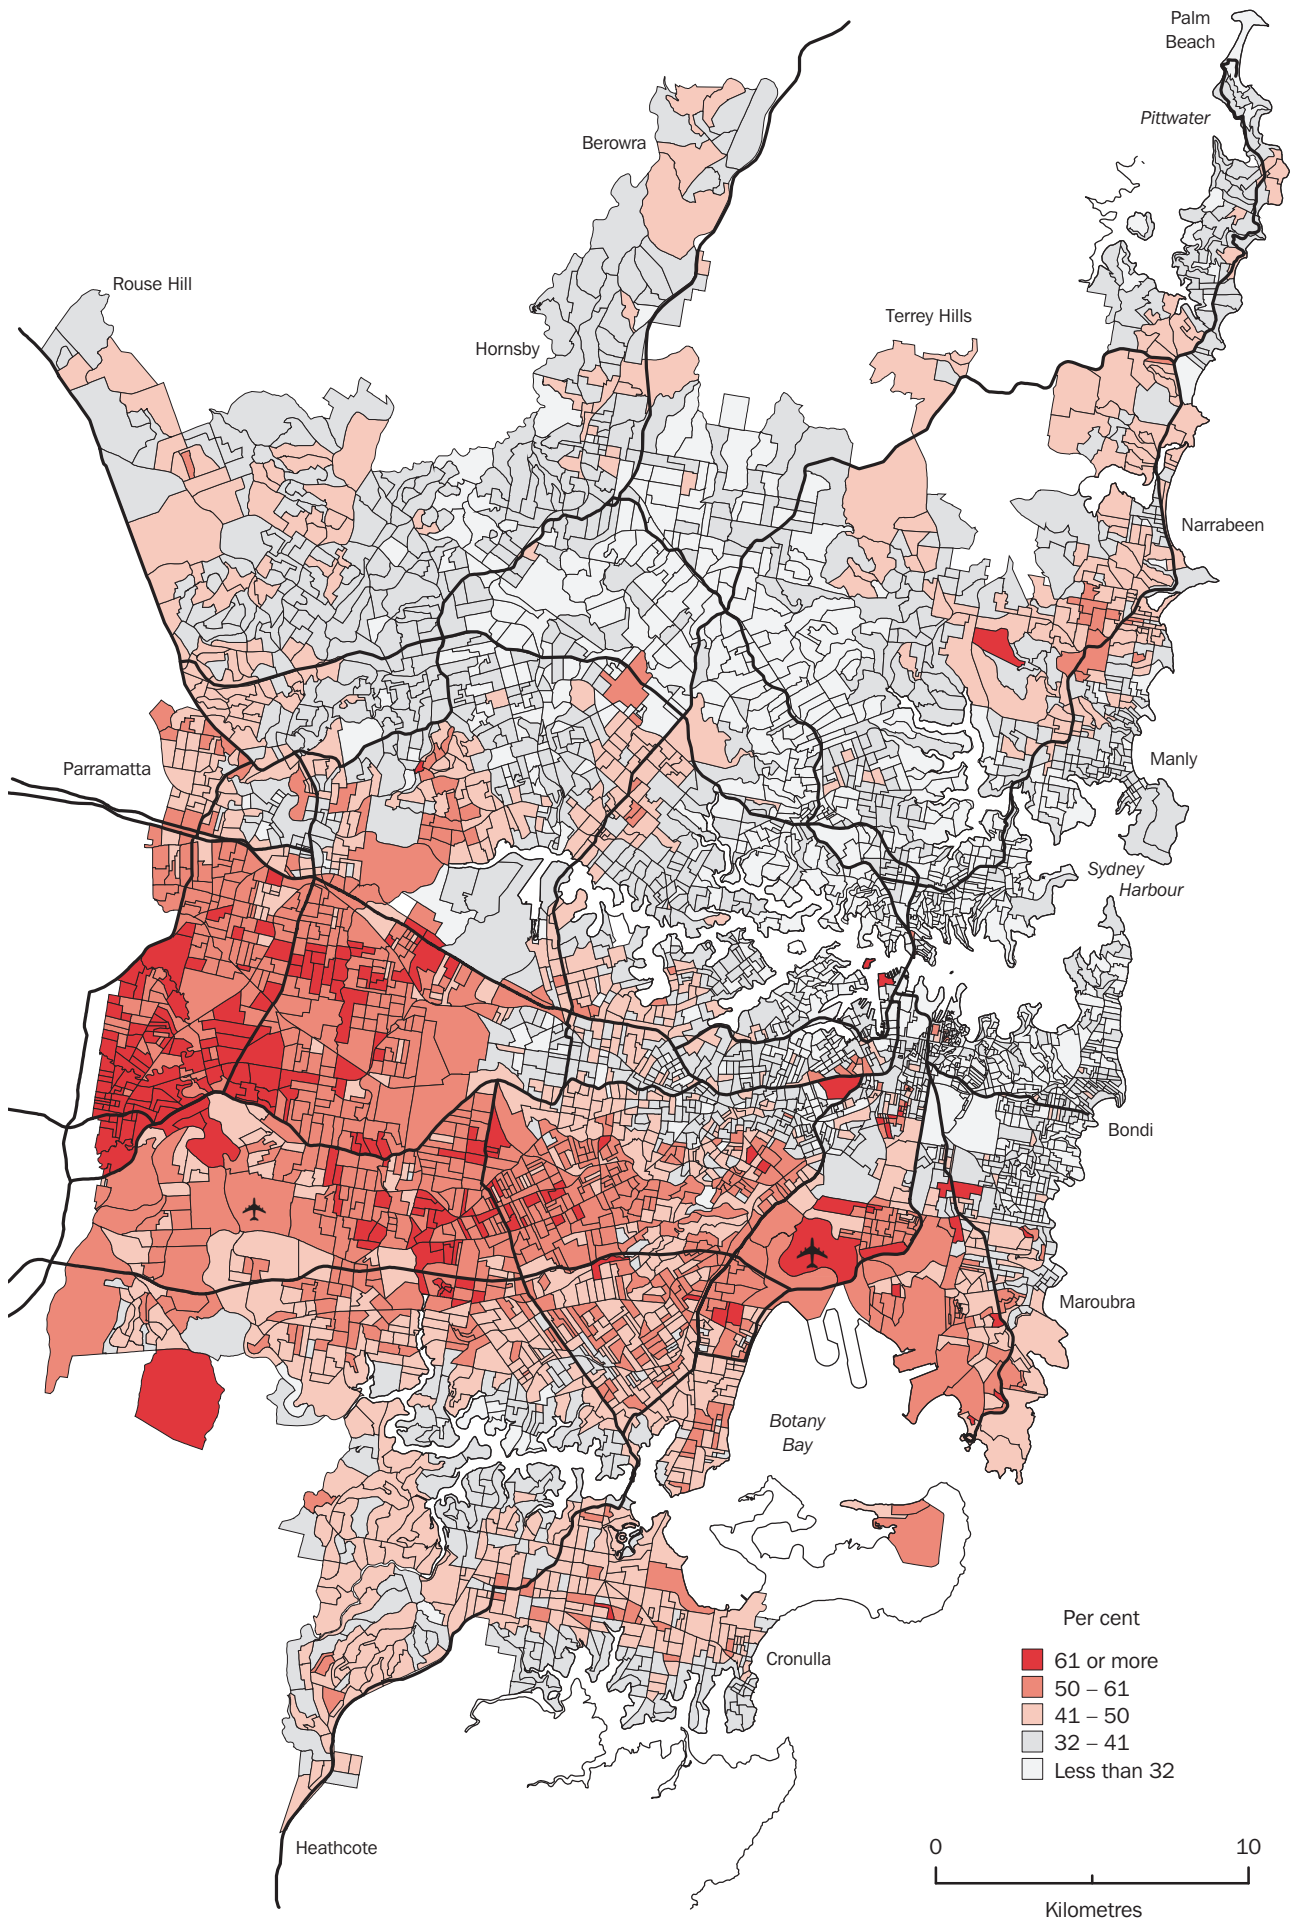 Palm
Beach
Pittwater
Berowra
Rouse Hill
Terrey Hills
Hornsby
Narrabeen
Manly
Parramatta
Sydney
Harbour
Bondi
Maroubra
Botany
Bay
Per cent
61 or more
50 – 61
41 – 50
32 – 41
Less than 32
Cronulla
Heathcote
0
10
Kilometres